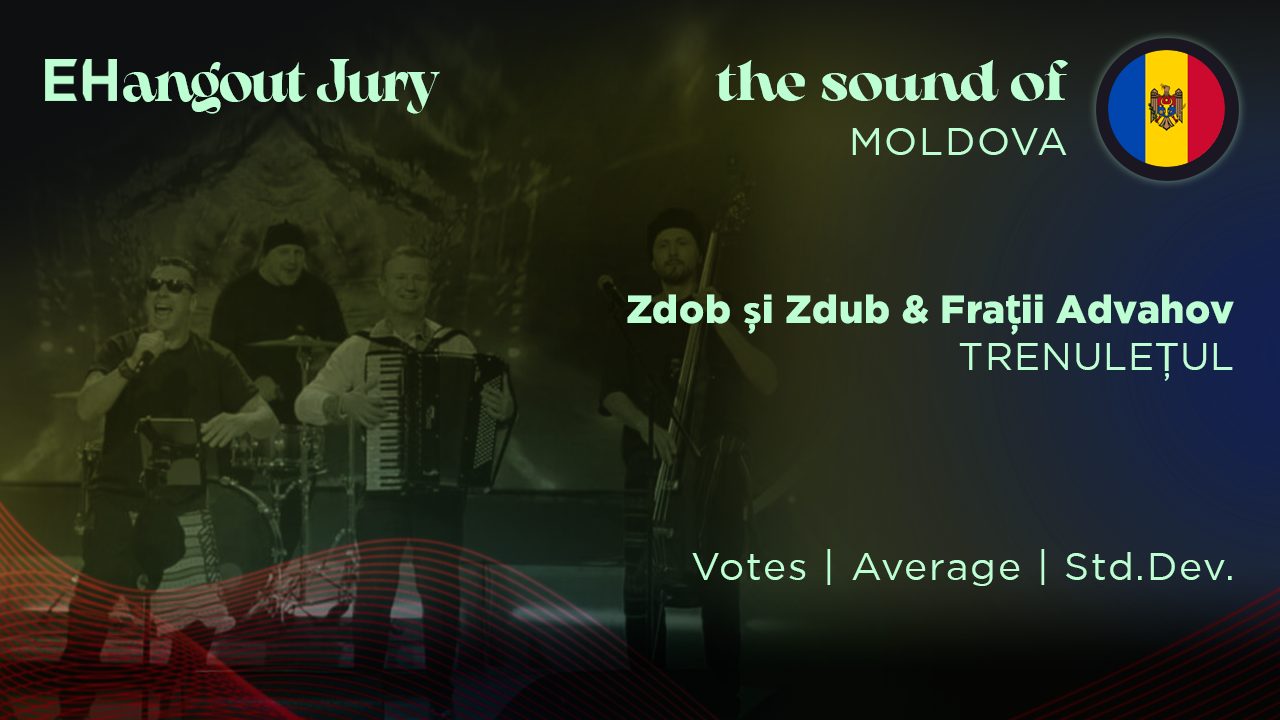 EHangout Jury
the sound of
MOLDOVA
Zdob și Zdub & Frații Advahov
TRENULEȚUL
Votes | Average | Std.Dev.